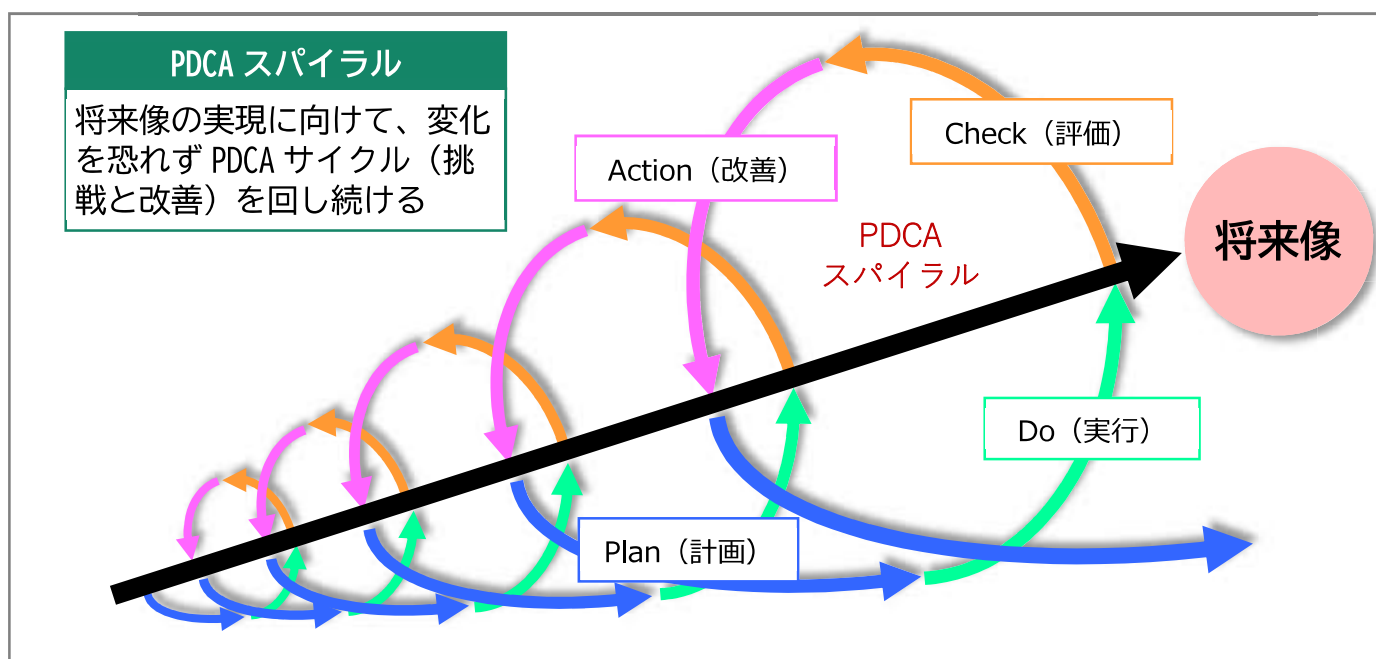 PDCA スパイラル
将来像の実現に向けて、変化
を恐れず PDCA サイクル（挑
戦と改善）を回し続ける
Check（評価）
Action（改善）
PDCA
スパイラル
将来像
Do（実行）
Plan（計画）